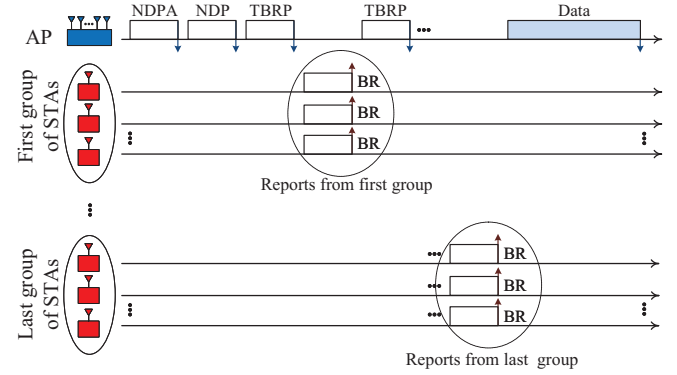 NDPA NDP TBRP TBRP Data
AP
First group
of STAs
BR
BR
BR
Reports from first group
Last group
of STAs
BR
BR
BR
Reports from last group